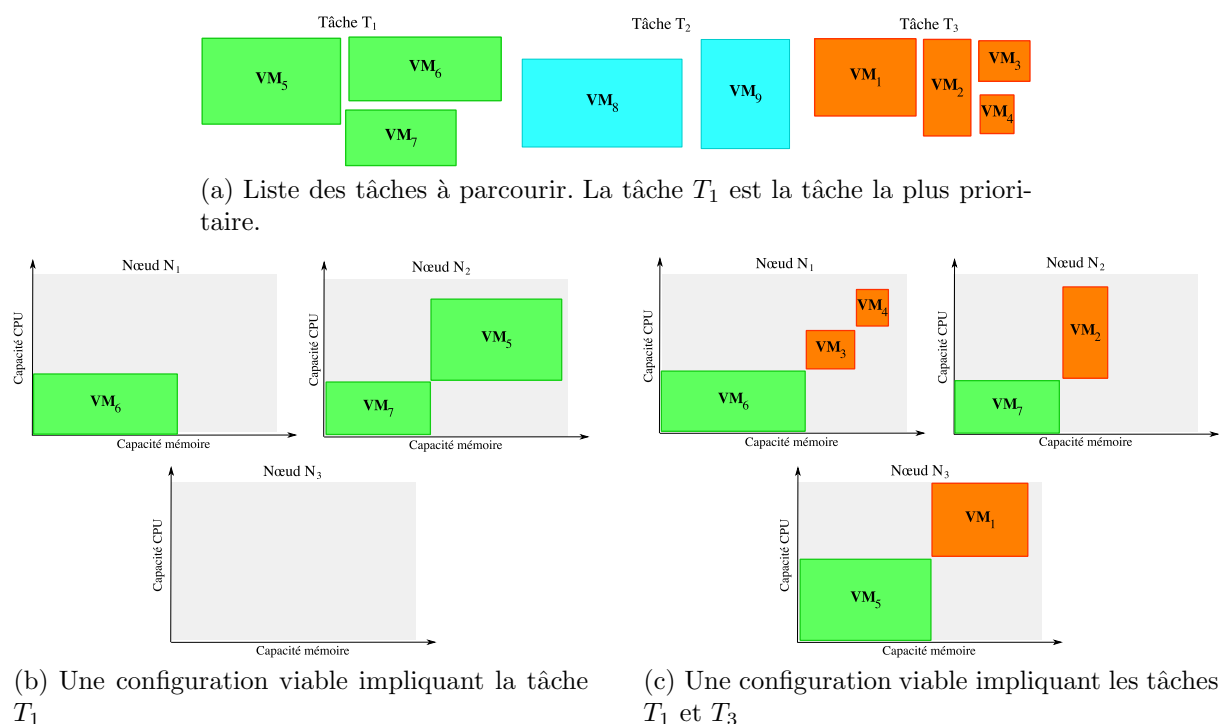 Tâche T1
Tâche T2
Tâche T3
VM5
VM6
VM7
VM8
VM9
VM1
VM2
VM3
VM4
(a) Liste des tâches à parcourir. La tâche T1 est la tâche la plus priori-
taire.
Nœud N1
Capacité CPU
VM6
Capacité mémoire
Nœud N2
Capacité CPU
VM5
VM7
Capacité mémoire
Nœud N3
Capacité CPU
Capacité mémoire
(b) Une configuration viable impliquant la tâche
T1
Nœud N1
Capacité CPU
VM4
VM3
VM6
Capacité mémoire
Nœud N2
Capacité CPU
VM2
VM7
Capacité mémoire
Nœud N3
Capacité CPU
VM1
VM5
Capacité mémoire
(c) Une configuration viable impliquant les tâches
T1 et T3